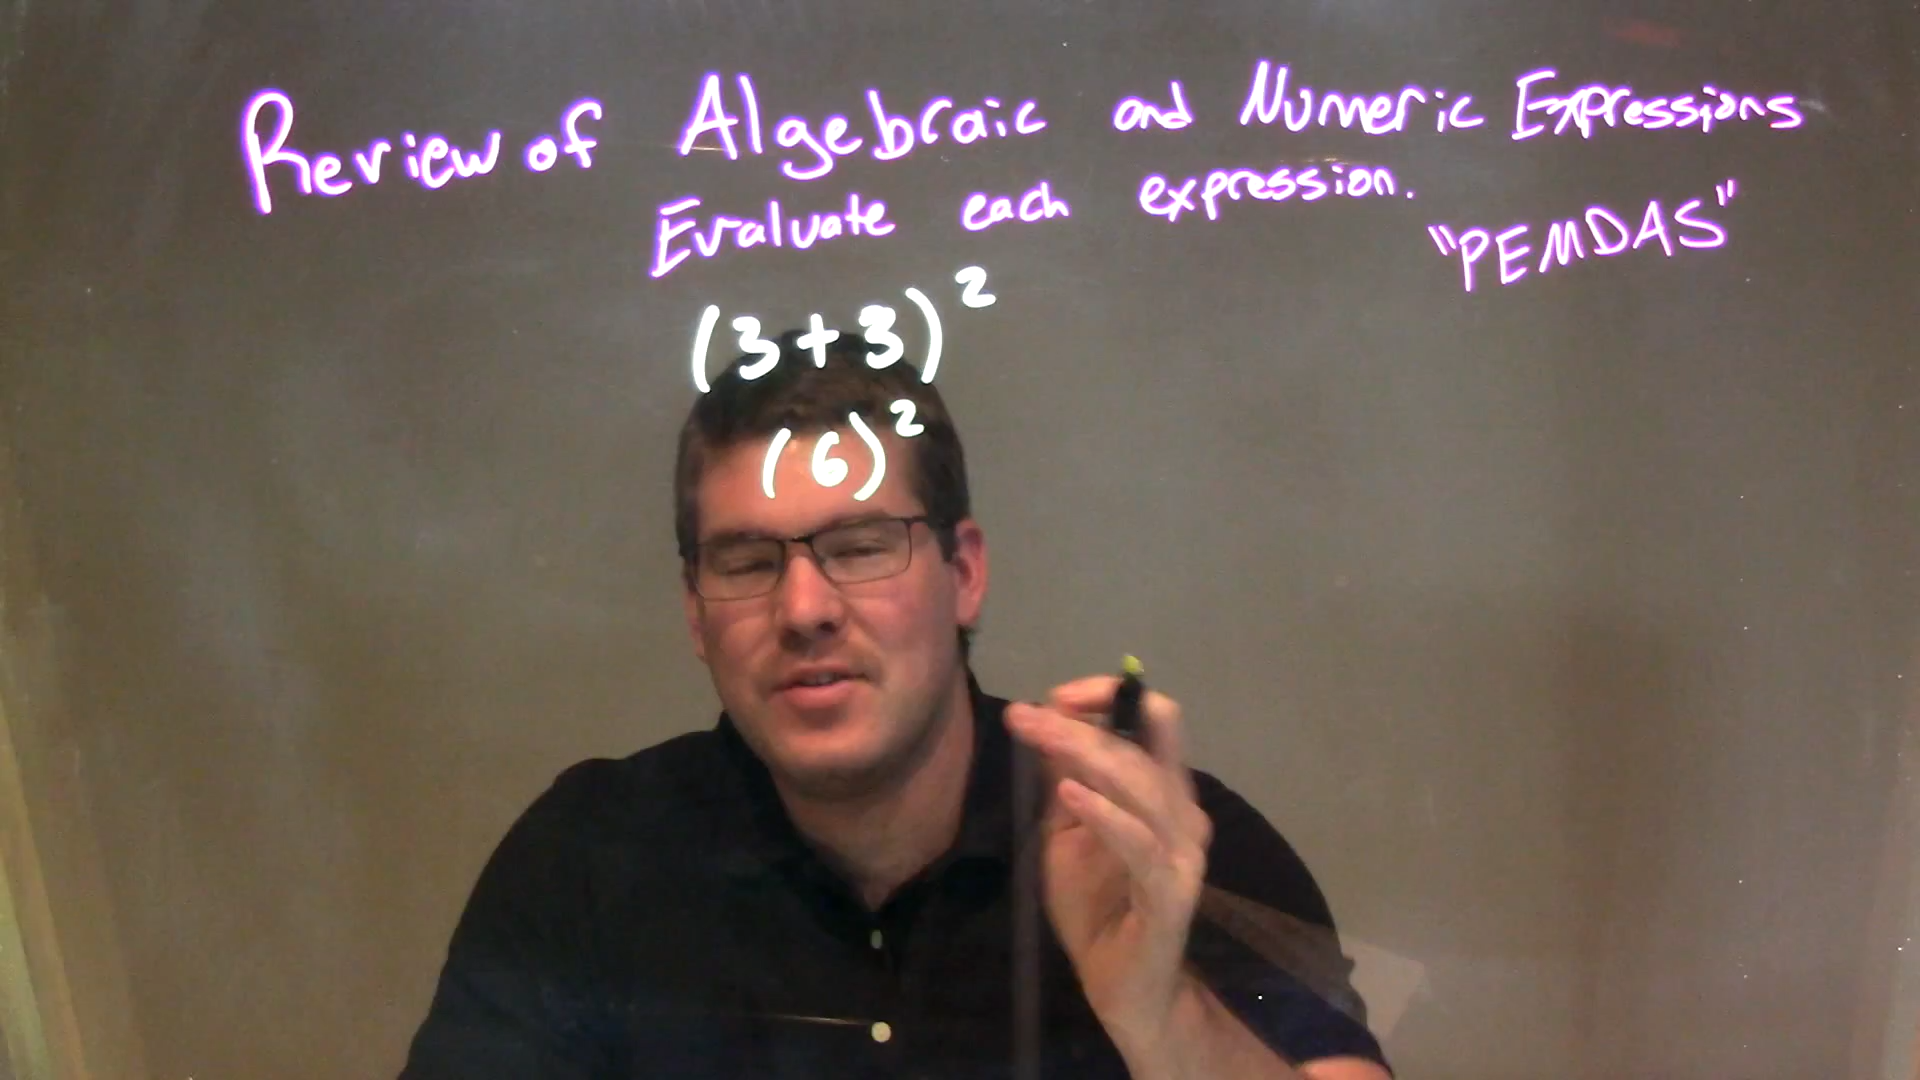 Review of Algebraic and Numeric Expressions
Evaluate each expression.
"PEMDAS"
(3+3)²
(6)²